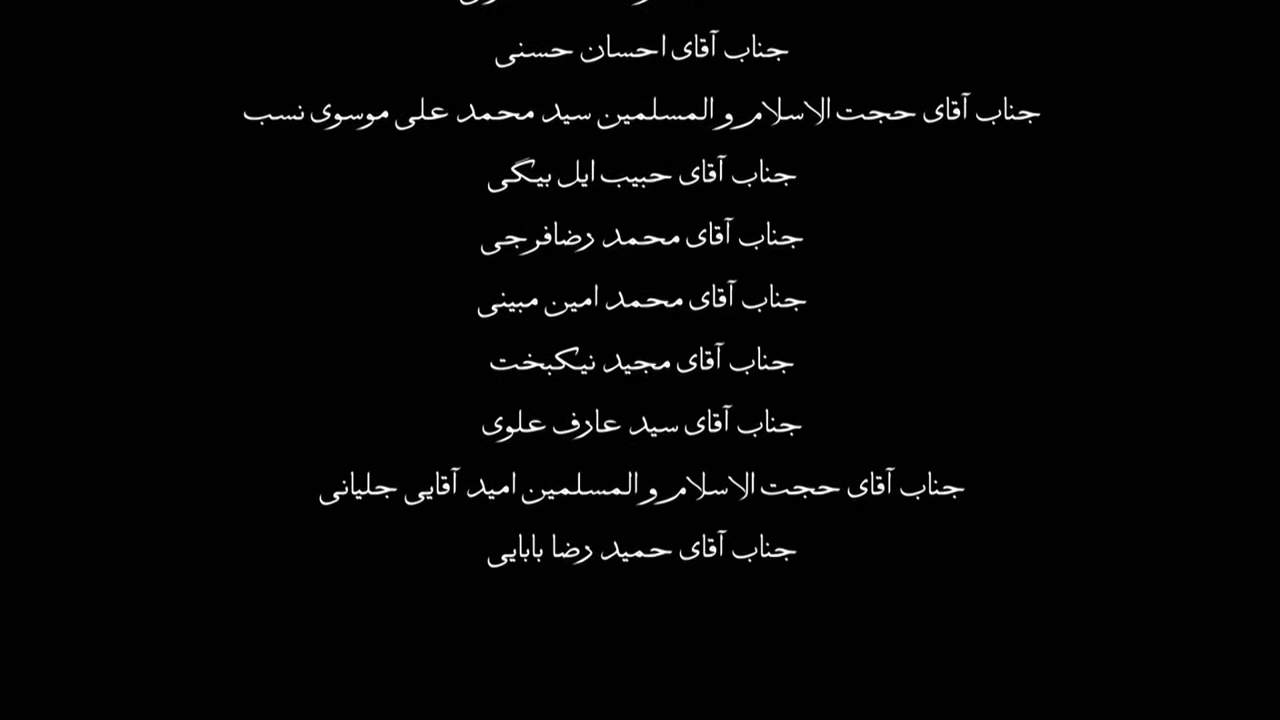 جناب آقای احسان حسنی
جناب آقای حجت الاسلام و المسلمین سید محمد علی موسوی نسب
جناب آقای حبیب ایل بیگی
جناب آقای محمد رضافرجی
جناب آقای محمد امین مبینی
جناب آقای مجید نیکبخت
جناب آقای سید عارف علوی
جناب آقای حجت الاسلام و المسلمین امید آقایی جلیانی
جناب آقای حمید رضا بابایی